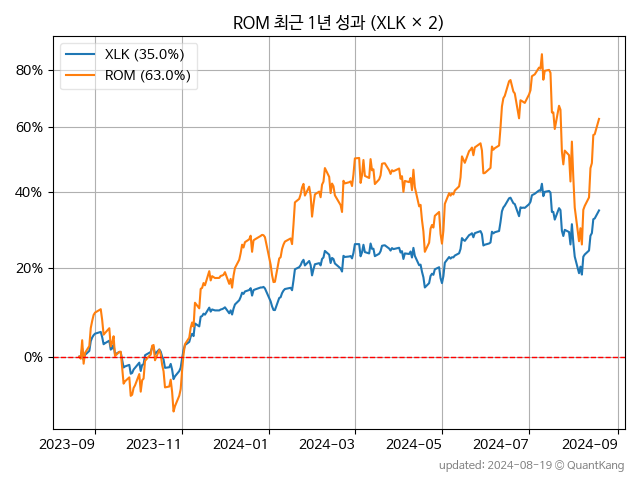 ROM 최근 1년 성과 (XLK × 2)
XLK (35.0%)
ROM (63.0%)
80%
60%
40%
20%
0%
2023-09 2023-11 2024-01 2024-03 2024-05 2024-07 2024-09
updated: 2024-08-19 © QuantKang